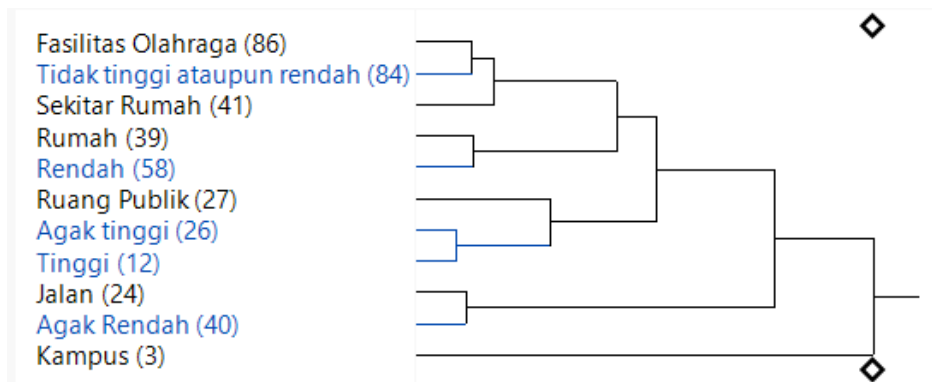 Fasilitas Olahraga (86)
Tidak tinggi ataupun rendah (84)
Sekitar Rumah (41)
Rumah (39)
Rendah (58)
Ruang Publik (27)
Agak tinggi (26)
Tinggi (12)
Jalan (24)
Agak Rendah (40)
Kampus (3)